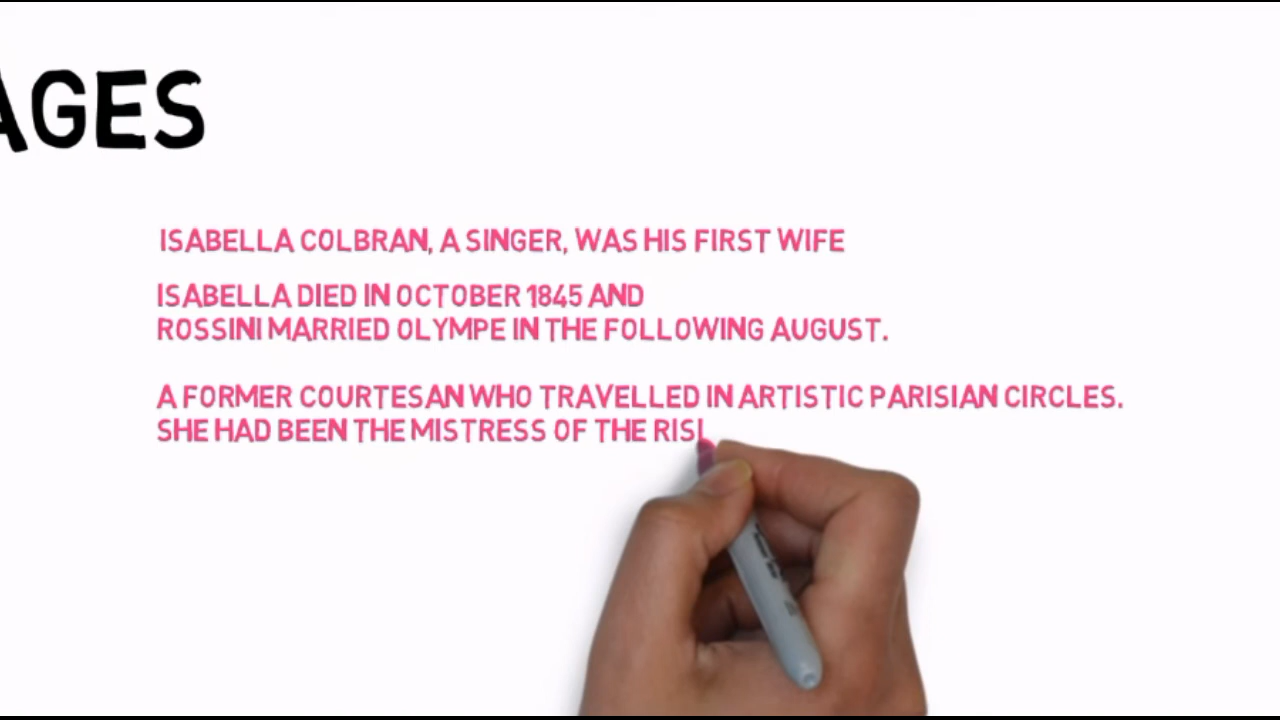 AGES
ISABELLA COLBRAN, A SINGER, WAS HIS FIRST WIFE
ISABELLA DIED IN OCTOBER 1845 AND
ROSSINI MARRIED OLYMPE IN THE FOLLOWING AUGUST.
A FORMER COURTESAN WHO TRAVELLED IN ARTISTIC PARISIAN CIRCLES.
SHE HAD BEEN THE MISTRESS OF THE RISI